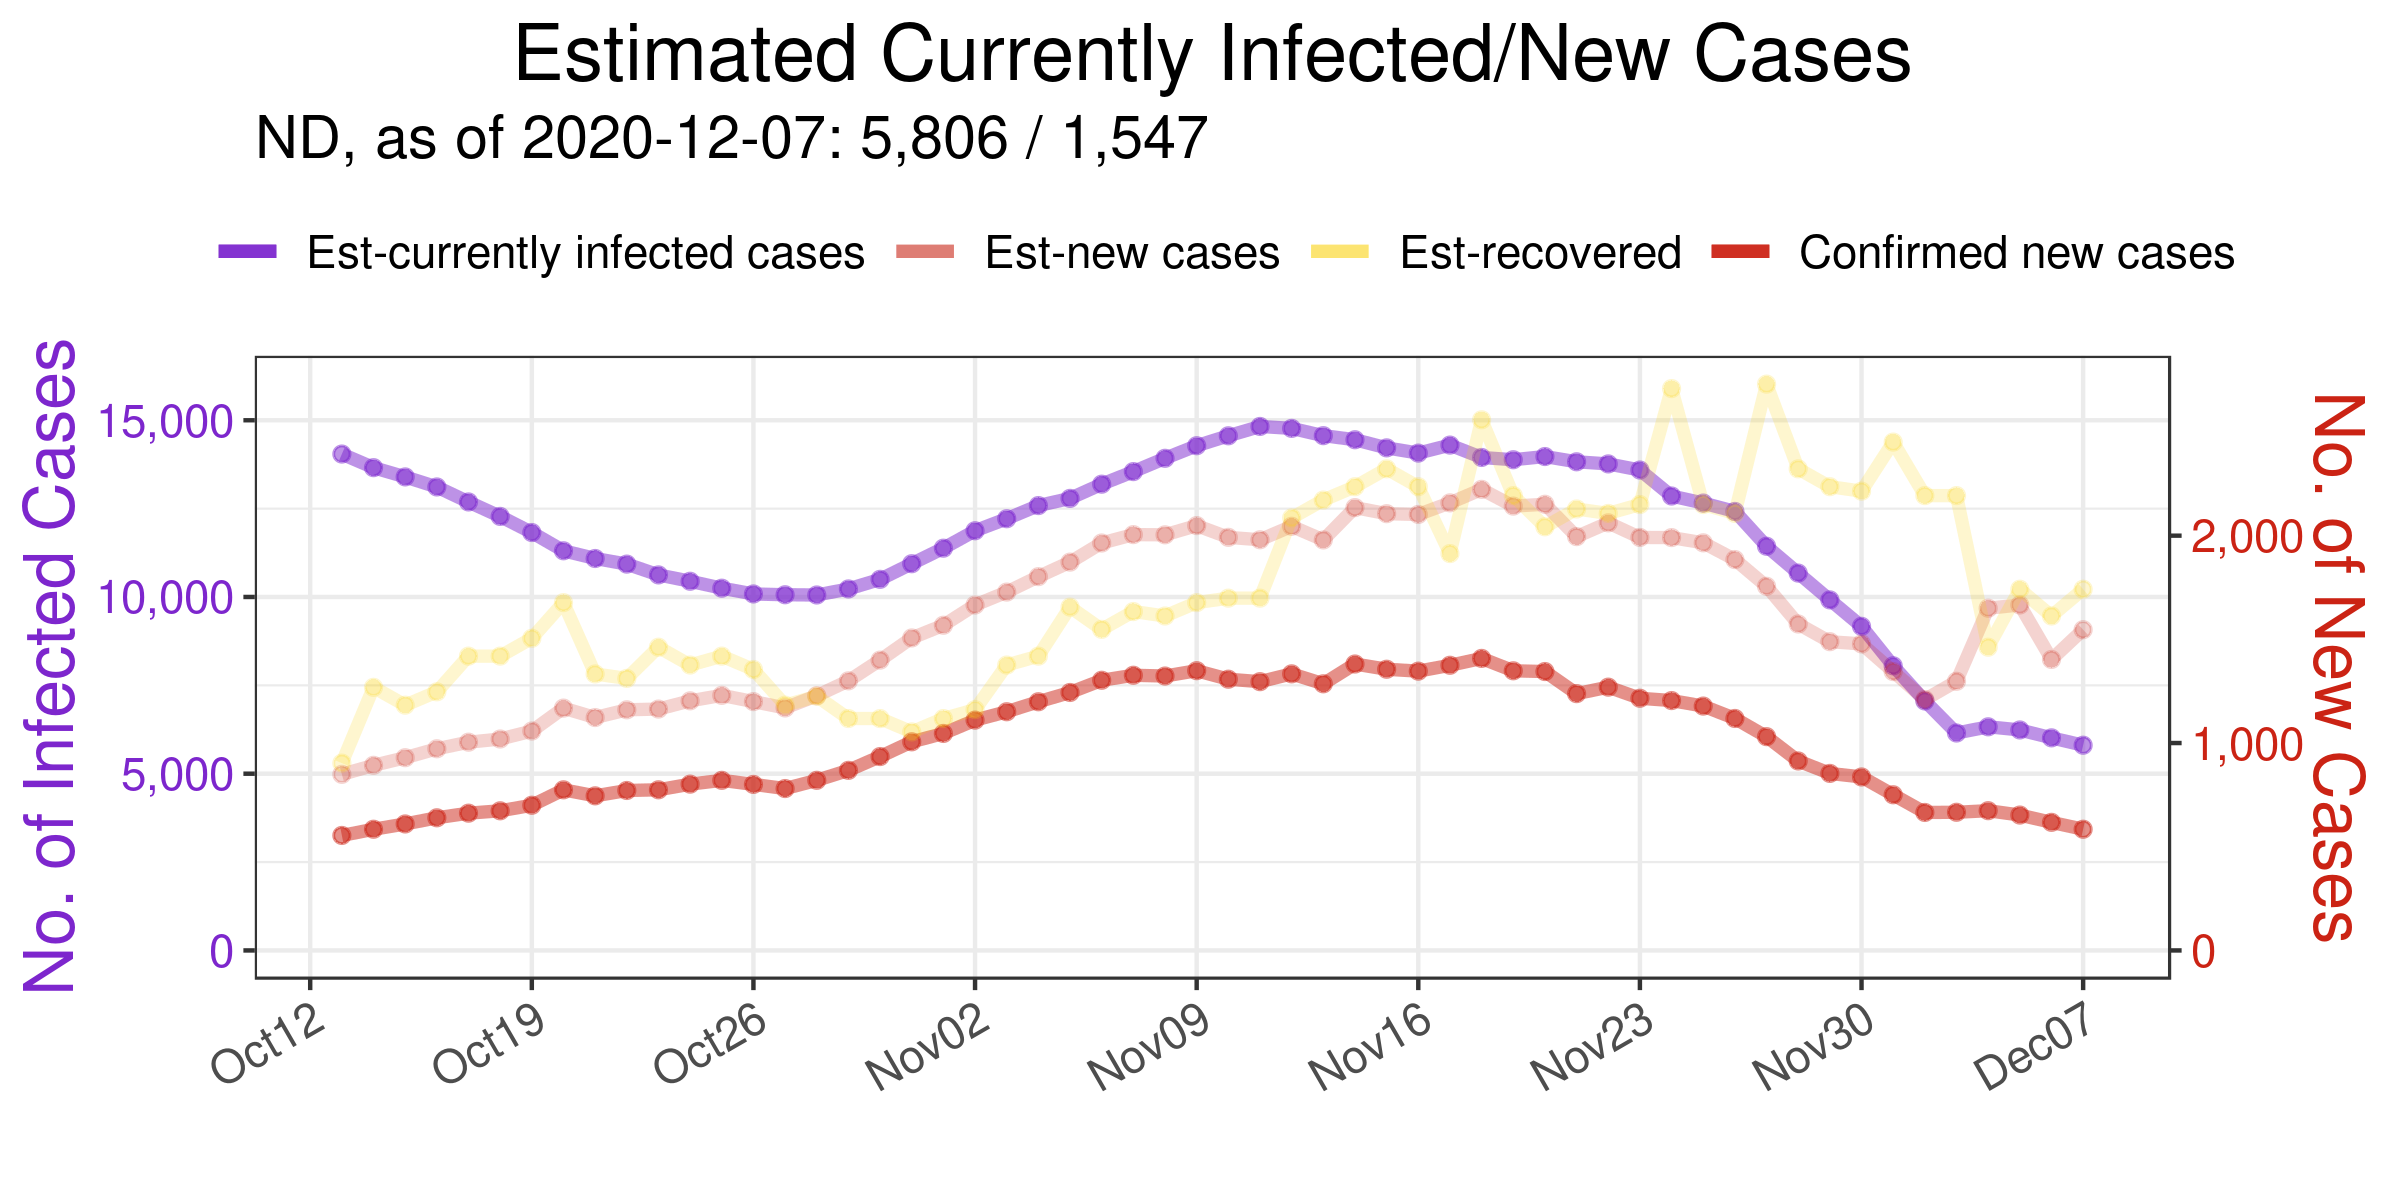 Estimated Currently Infected/New Cases
ND, as of 2020-12-07: 5,806 / 1,547
Est-currently infected cases
Est-new cases
Est-recovered
Confirmed new cases
No. of Infected Cases
15,000
10,000
5,000
0
2,000
1,000
0
No. of New Cases
Oct12
Oct19
Oct26
Nov02
Nov09
Nov16
Nov23
Nov30
Dec07